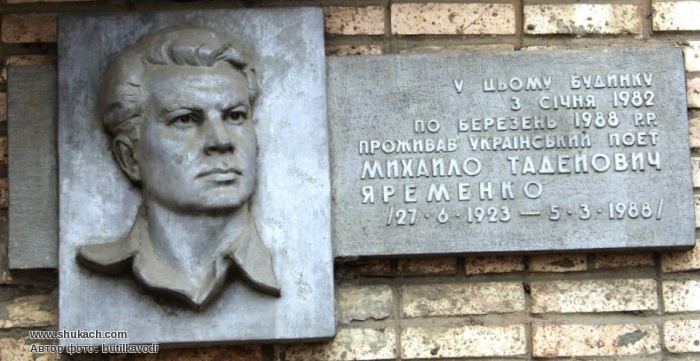 У ЦЬОМУ БУДИНКУ
З СІЧНЯ 1982
ПО БЕРЕЗЕНЬ 1988 Р.Р.
ПРОЖИВАВ УКРАЇНСЬКИЙ ПОЕТ
МИХАЙЛО ТАДЕЙОВИЧ
ЯРЕМЕНКО
/27·6·1923 — 5·3·1988/
www.shukach.com
Автор фото: butilkavodi